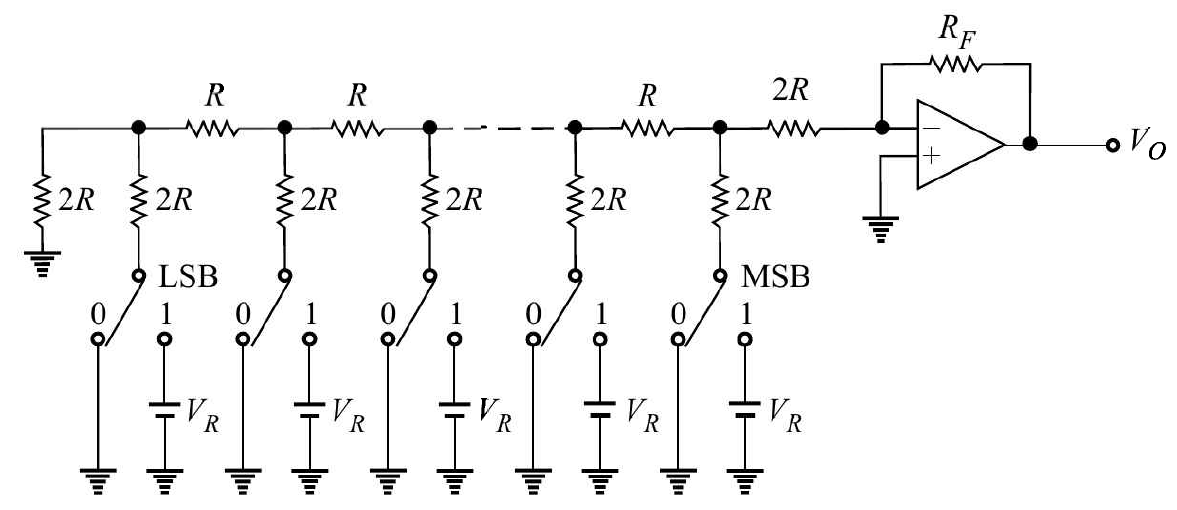 R_F
R R R 2R
− V_O
+
2R 2R 2R 2R 2R 2R
LSB MSB
0 1 0 1 0 1 0 1 0 1
V_R V_R V_R V_R V_R